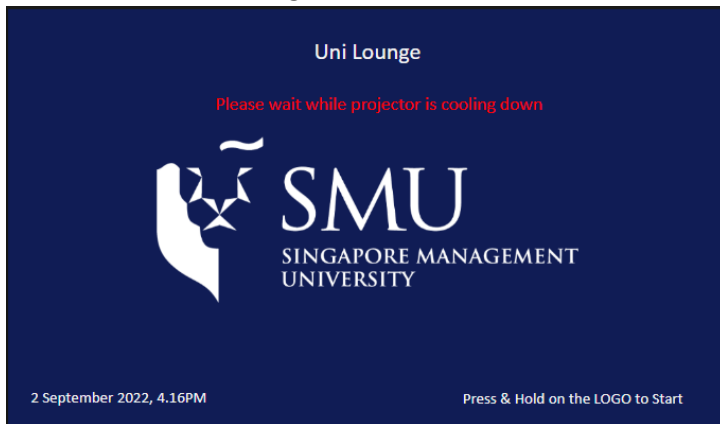 Uni Lounge
Please wait while projector is cooling down
SMU
SINGAPORE MANAGEMENT
UNIVERSITY
2 September 2022, 4.16PM
Press & Hold on the LOGO to Start